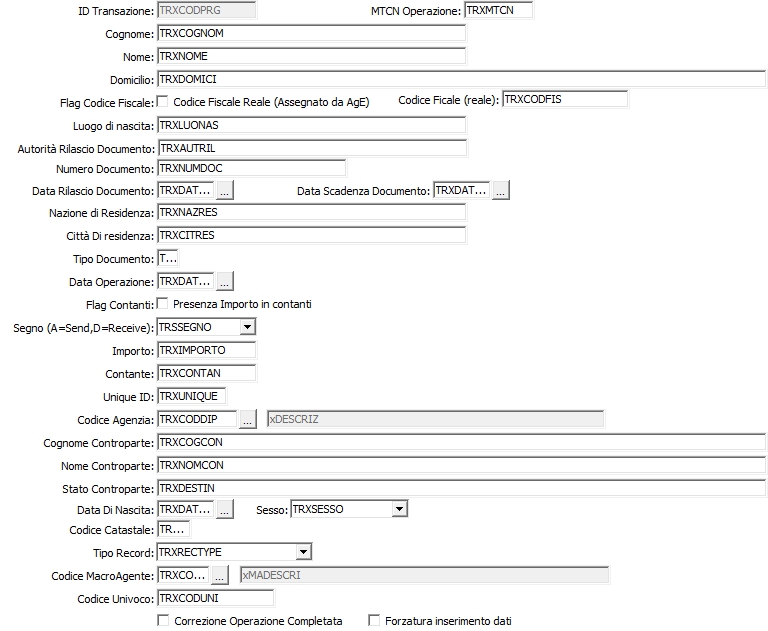 ID Transazione: TRXCODPRG MTCN Operazione: TRXMTCN
Cognome: TRXCOGNOM
Nome: TRXNOME
Domicilio: TRXDOMICI
Flag Codice Fiscale: Codice Fiscale Reale (Assegnato da AgE) Codice Ficale (reale): TRXCODFIS
Luogo di nascita: TRXLUONAS
Autorità Rilascio Documento: TRXAUTRIL
Numero Documento: TRXNUMDOC
Data Rilascio Documento: TRXDAT... ... Data Scadenza Documento: TRXDAT... ...
Nazione di Residenza: TRXNAZRES
Città Di residenza: TRXCITRES
Tipo Documento: T...
Data Operazione: TRXDAT... ...
Flag Contanti: Presenza Importo in contanti
Segno (A=Send,D=Receive): TRSSEGNO
Importo: TRXIMPORTO
Contante: TRXCONTAN
Unique ID: TRXUNIQUE
Codice Agenzia: TRXCODDIP ... xDESCRIZ
Cognome Controparte: TRXCOGCON
Nome Controparte: TRXNOMCON
Stato Controparte: TRXDESTIN
Data Di Nascita: TRXDAT... ... Sesso: TRXSESSO
Codice Catastale: TR...
Tipo Record: TRXRECTYPE
Codice MacroAgente: TRXCO... ... xMADESCRI
Codice Univoco: TRXCODUNI
Correzione Operazione Completata Forzatura inserimento dati